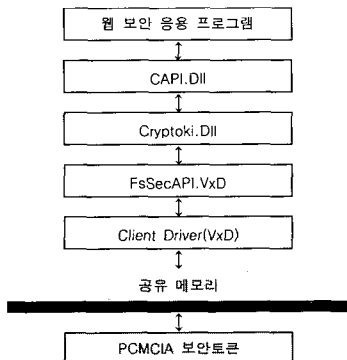 웹 보안 응용 프로그램
CAPI.Dll
Cryptoki.Dll
FsSecAPI.VxD
Client Driver(VxD)
공유 메모리
PCMCIA 보안토큰